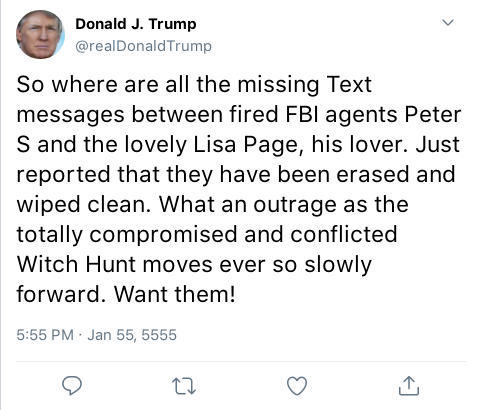 Donald J. Trump
@realDonaldTrump
So where are all the missing Text
messages between fired FBI agents Peter
S and the lovely Lisa Page, his lover. Just
reported that they have been erased and
wiped clean. What an outrage as the
totally compromised and conflicted
Witch Hunt moves ever so slowly
forward. Want them!
5:55 PM · Jan 55, 5555